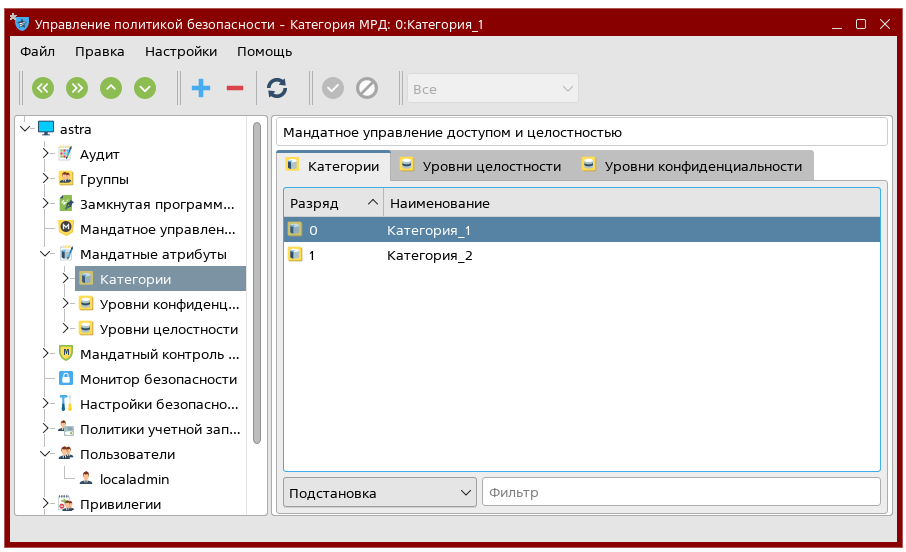 Управление политикой безопасности - Категория МРД: 0:Категория_1
Файл Правка Настройки Помощь
Все
astra
Аудит
Группы
Замкнутая программ...
Мандатное управлен...
Мандатные атрибуты
Категории
Уровни конфиденц...
Уровни целостности
Мандатный контроль ...
Монитор безопасности
Настройки безопасно...
Политики учетной зап...
Пользователи
localadmin
Привилегии
Мандатное управление доступом и целостностью
Категории Уровни целостности Уровни конфиденциальности
Разряд Наименование
0 Категория_1
1 Категория_2
Подстановка Фильтр